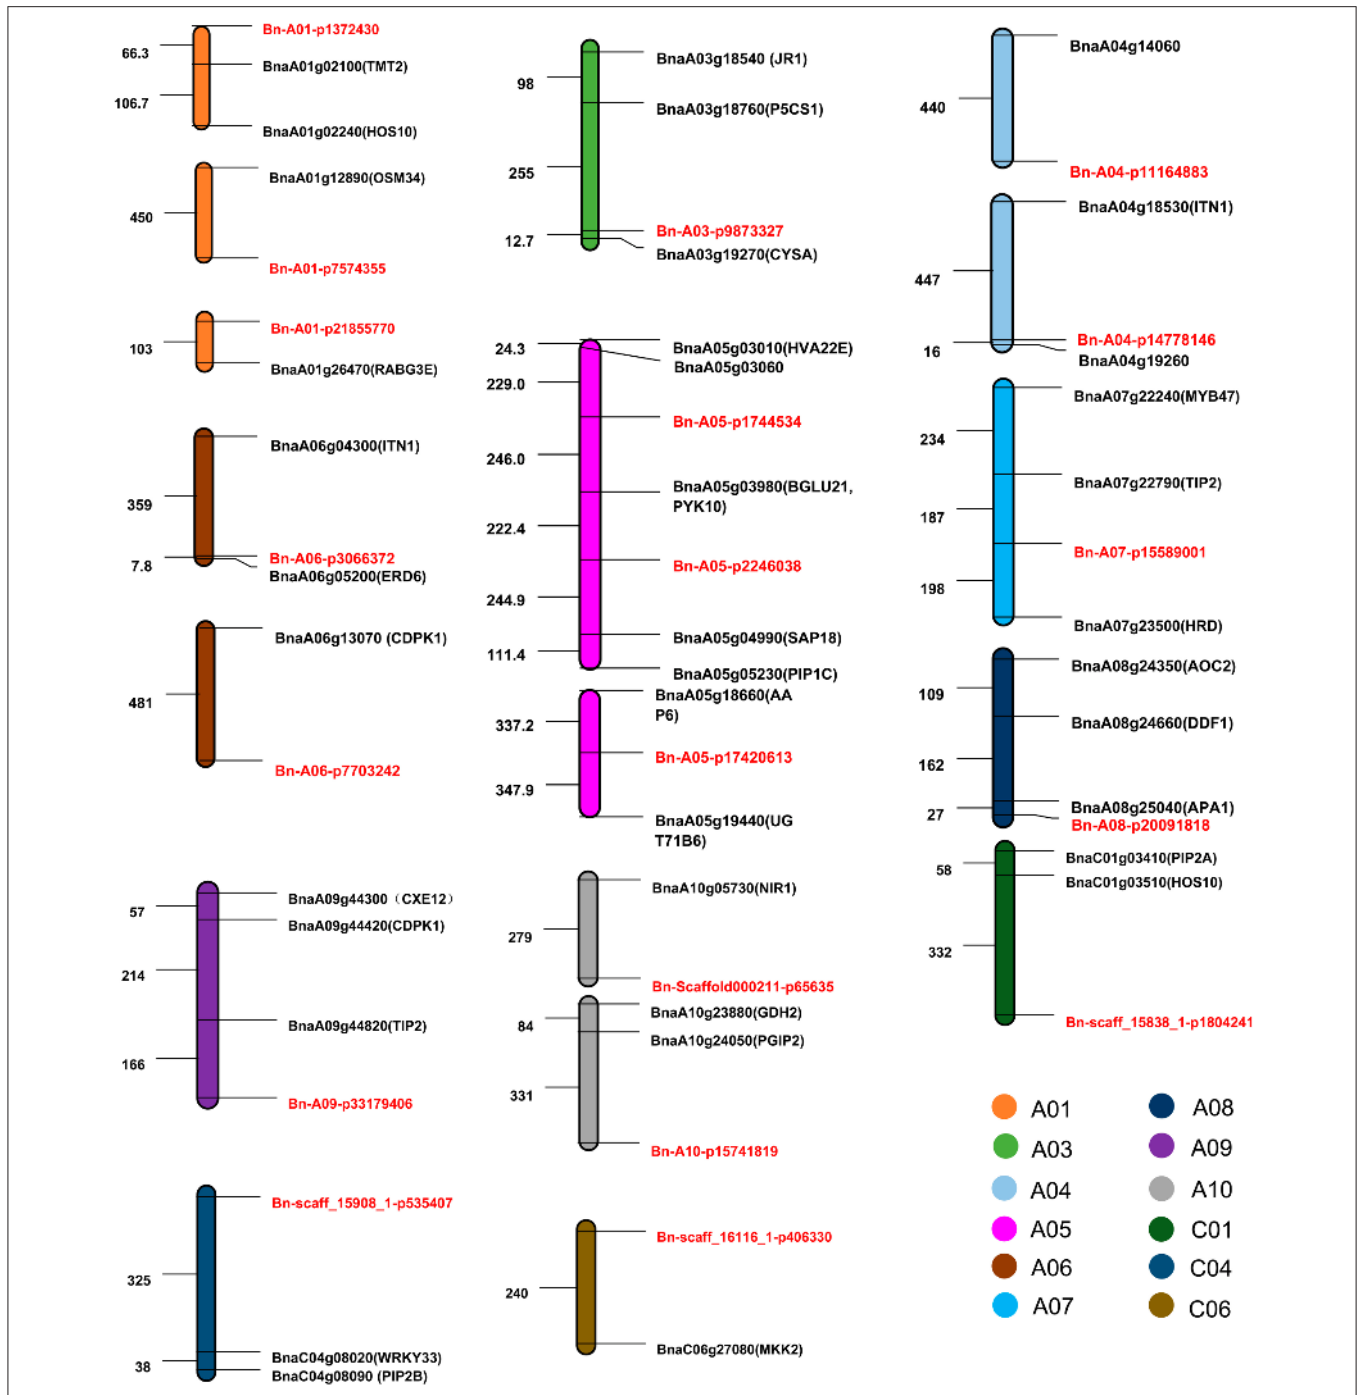 Bn-A01-p1372430
66.3
BnaA01g02100(TMT2)
106.7
BnaA01g02240(HOS10)
BnaA01g12890(OSM34)
450
Bn-A01-p7574355
Bn-A01-p21855770
103
BnaA01g26470(RABG3E)
BnaA06g04300(ITN1)
359
Bn-A06-p3066372
7.8
BnaA06g05200(ERD6)
BnaA06g13070 (CDPK1)
481
Bn-A06-p7703242
BnaA09g44300（CXE12）
57
BnaA09g44420(CDPK1)
214
BnaA09g44820(TIP2)
166
Bn-A09-p33179406
Bn-scaff_15908_1-p535407
325
BnaC04g08020(WRKY33)
38
BnaC04g08090 (PIP2B)
BnaA03g18540 (JR1)
98
BnaA03g18760(P5CS1)
255
Bn-A03-p9873327
12.7
BnaA03g19270(CYSA)
24.3
BnaA05g03010(HVA22E)
BnaA05g03060
229.0
Bn-A05-p1744534
246.0
BnaA05g03980(BGLU21,
PYK10)
222.4
Bn-A05-p2246038
244.9
BnaA05g04990(SAP18)
111.4
BnaA05g05230(PIP1C)
BnaA05g18660(AA
P6)
337.2
Bn-A05-p17420613
347.9
BnaA05g19440(UG
T71B6)
BnaA10g05730(NIR1)
279
Bn-Scaffold000211-p65635
BnaA10g23880(GDH2)
84
BnaA10g24050(PGIP2)
331
Bn-A10-p15741819
Bn-scaff_16116_1-p406330
240
BnaC06g27080(MKK2)
BnaA04g14060
440
Bn-A04-p11164883
BnaA04g18530(ITN1)
447
Bn-A04-p14778146
16
BnaA04g19260
BnaA07g22240(MYB47)
234
BnaA07g22790(TIP2)
187
Bn-A07-p15589001
198
BnaA07g23500(HRD)
BnaA08g24350(AOC2)
109
BnaA08g24660(DDF1)
162
BnaA08g25040(APA1)
27
Bn-A08-p20091818
BnaC01g03410(PIP2A)
58
BnaC01g03510(HOS10)
332
Bn-scaff_15838_1-p1804241
A01
A03
A04
A05
A06
A07
A08
A09
A10
C01
C04
C06